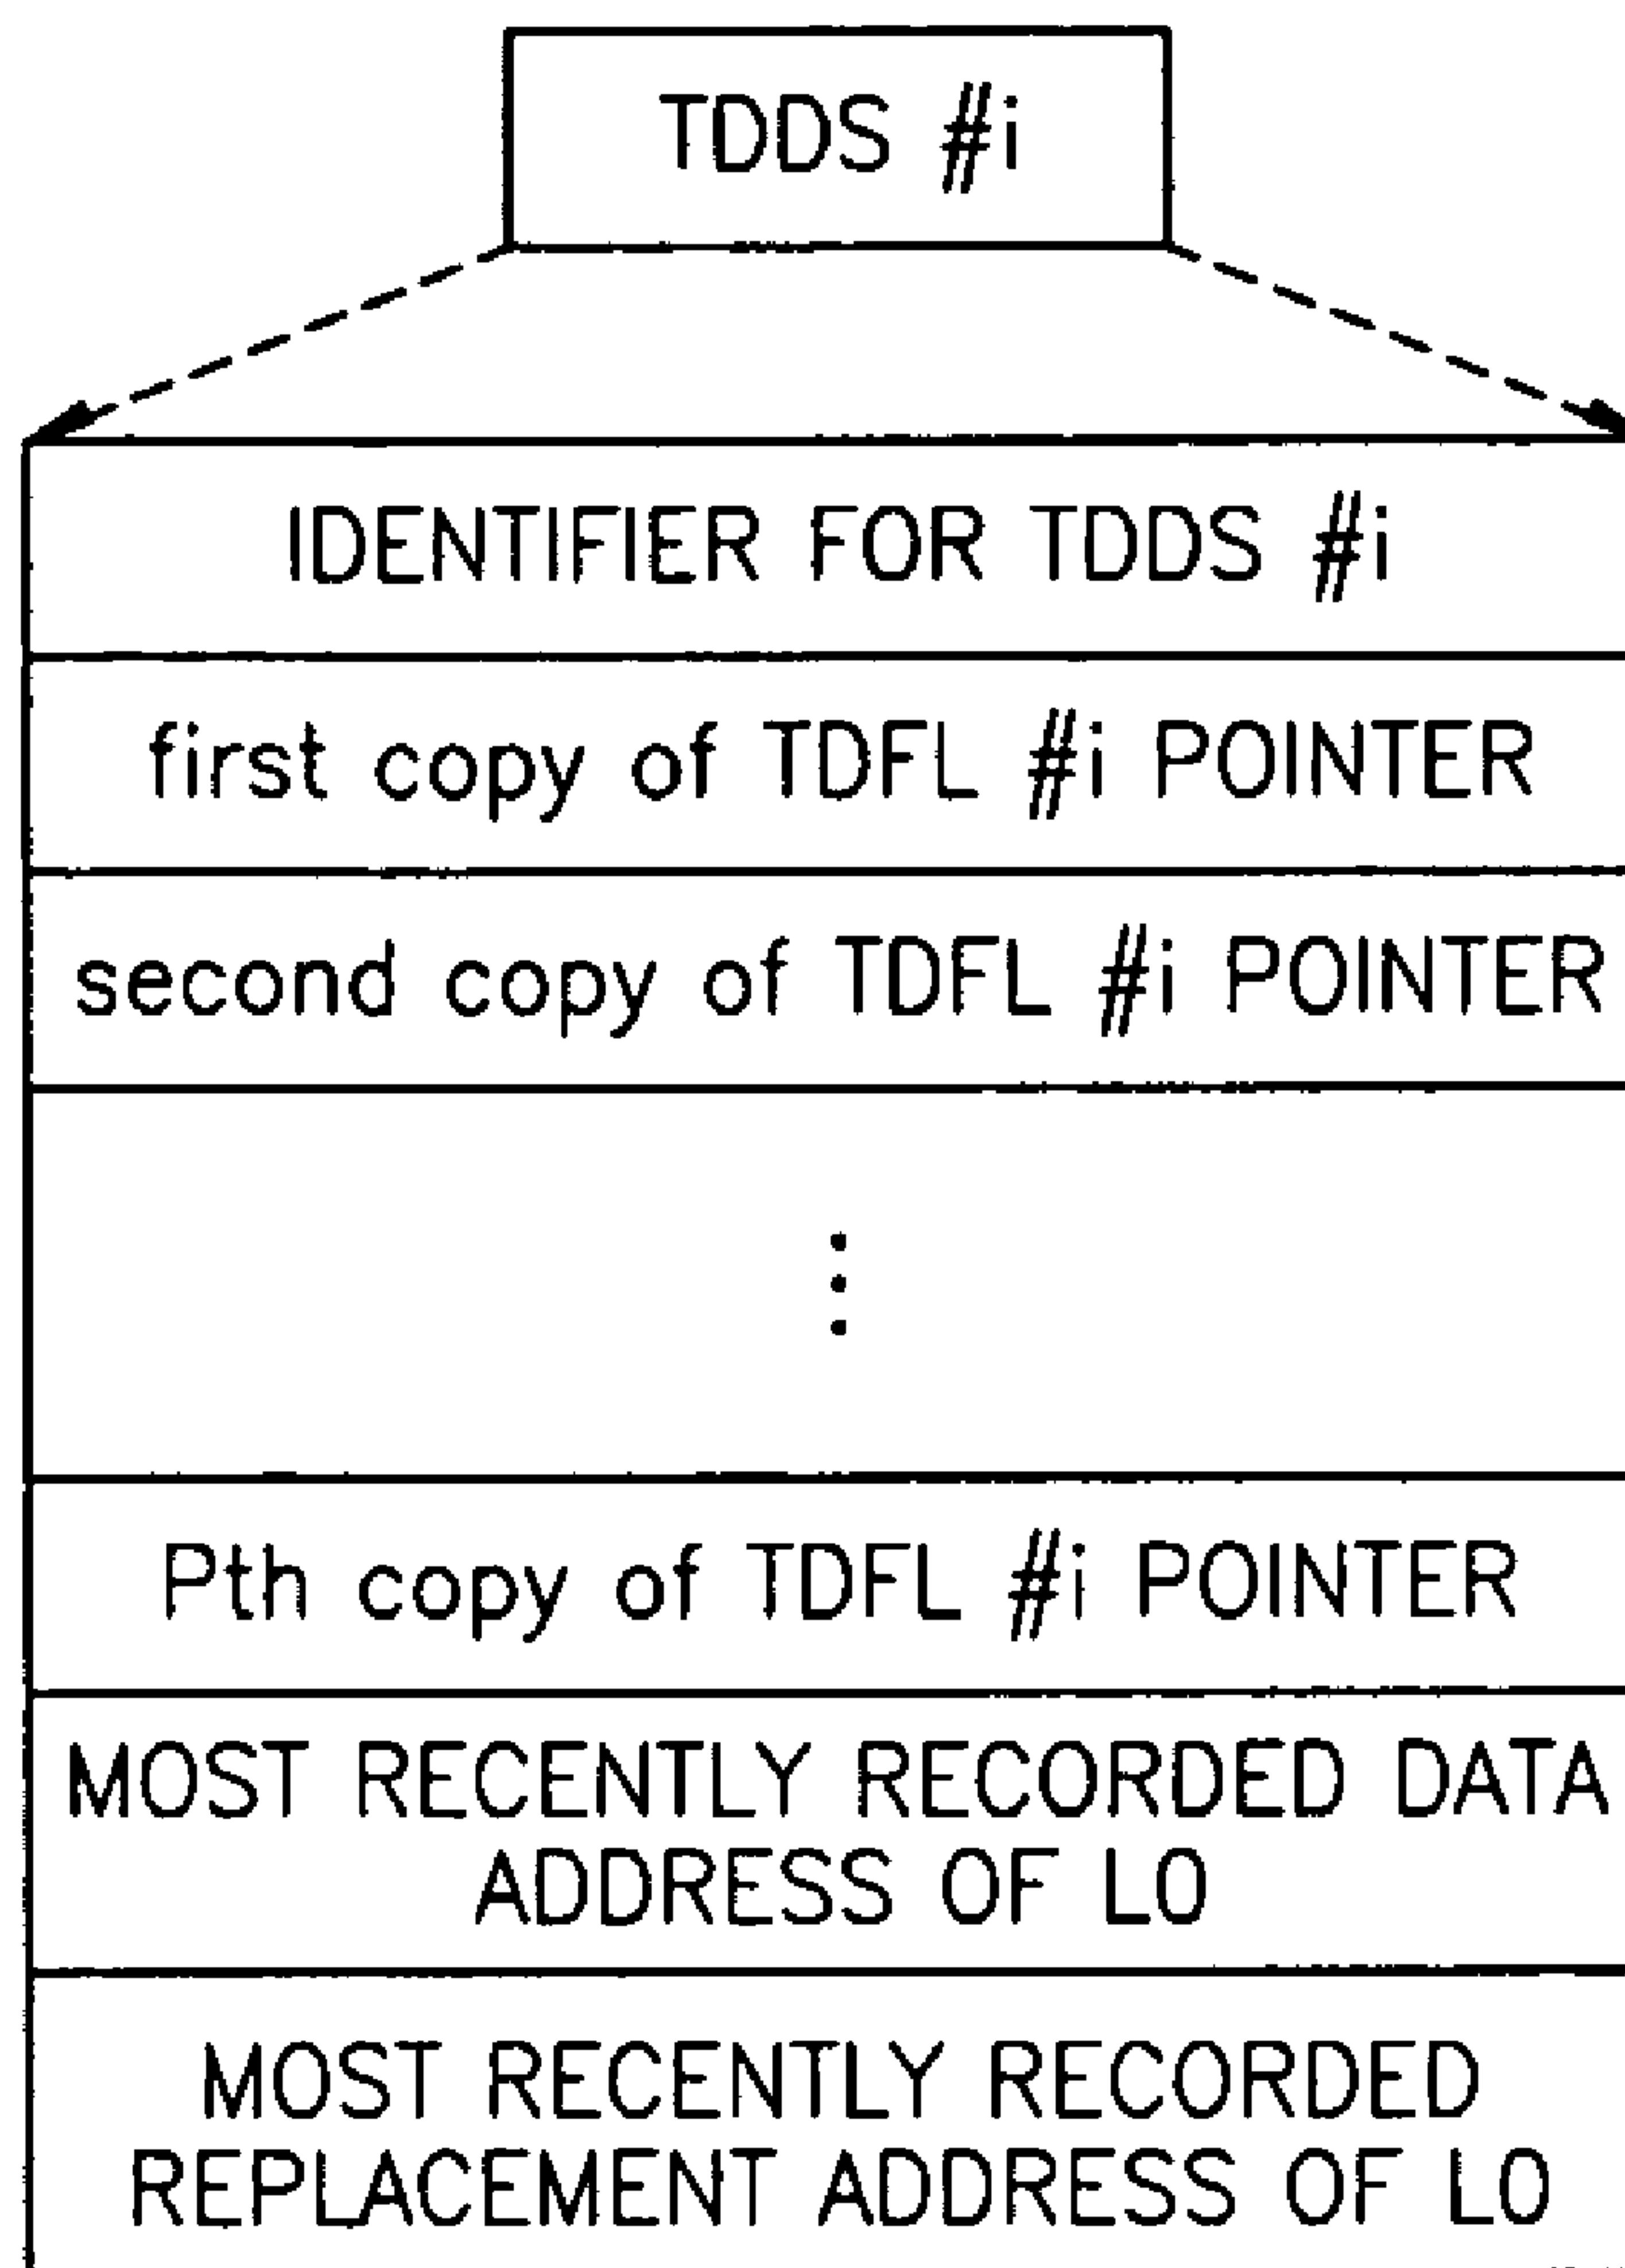 TDDS #i
IDENTIFIER FOR TDDS #i
first copy of TDFL #i POINTER
second copy of TDFL #i POINTER
Pth copy of TDFL #i POINTER
MOST RECENTLY RECORDED DATA
ADDRESS OF L0
MOST RECENTLY RECORDED
REPLACEMENT ADDRESS OF L0